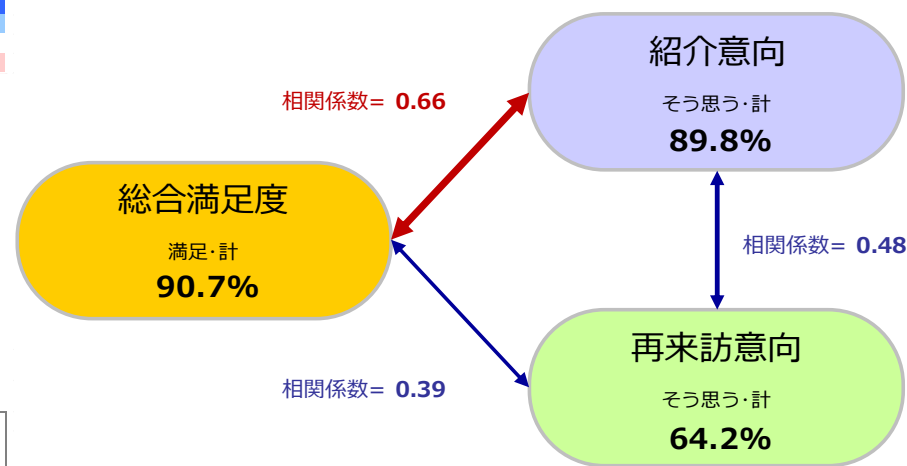 紹介意向
そう思う・計
89.8%
相関係数= 0.66
総合満足度
満足・計
90.7%
相関係数= 0.48
相関係数= 0.39
再来訪意向
そう思う・計
64.2%